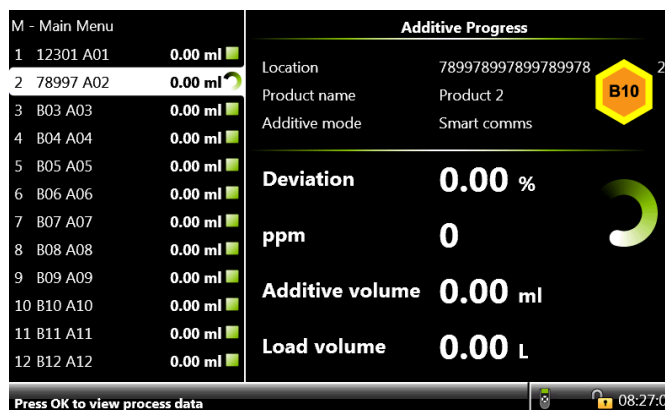 M - Main Menu
1 12301 A01 0.00 ml
2 78997 A02 0.00 ml
3 B03 A03 0.00 ml
4 B04 A04 0.00 ml
5 B05 A05 0.00 ml
6 B06 A06 0.00 ml
7 B07 A07 0.00 ml
8 B08 A08 0.00 ml
9 B09 A09 0.00 ml
10 B10 A10 0.00 ml
11 B11 A11 0.00 ml
12 B12 A12 0.00 ml
Additive Progress
Location 789978997899789978 2
Product name Product 2
Additive mode Smart comms
B10
Deviation 0.00 %
ppm 0
Additive volume 0.00 ml
Load volume 0.00 L
Press OK to view process data
08:27:0